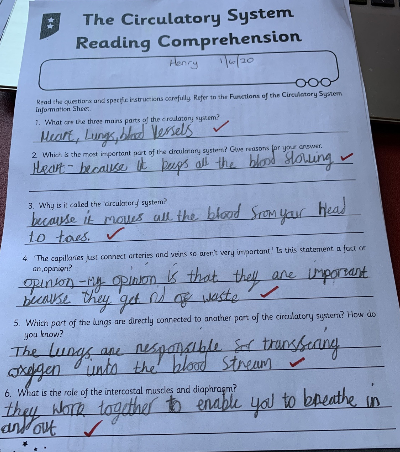 The Circulatory System
Reading Comprehension
Henry 1/6/20
Read the questions and specific instructions carefully. Refer to the Functions of the Circulatory System
Information Sheet.
1. What are the three mains parts of the circulatory system?
Heart, Lungs, blood vessels
2. Which is the most important part of the circulatory system? Give reasons for your answer.
Heart - because it keeps all the blood flowing
3. Why is it called the 'circulatory' system?
because it moves all the blood from your head
to toes.
4. 'The capillaries just connect arteries and veins so aren't very important.' Is this statement a fact or
an opinion?
opinion - my opinion is that they are important
because they get rid of waste
5. Which part of the lungs are directly connected to another part of the circulatory system? How do
you know?
The lungs are responsible for transfering
oxygen unto the blood stream
6. What is the role of the intercostal muscles and diaphragm?
they work together to enable you to breathe in
and out